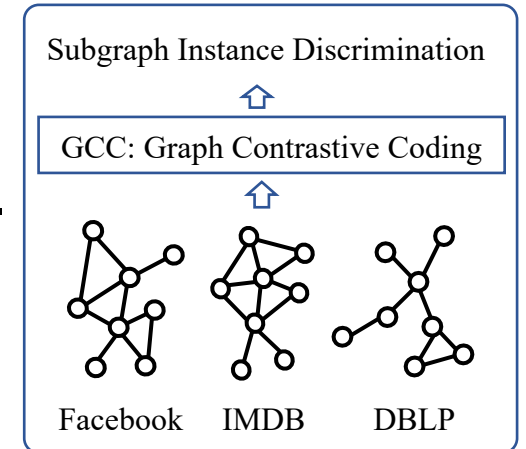 Subgraph Instance Discrimination
GCC: Graph Contrastive Coding
Facebook IMDB DBLP